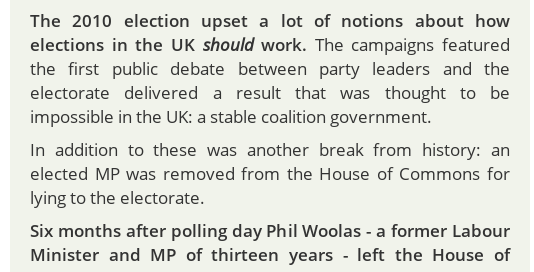 The 2010 election upset a lot of notions about how
elections in the UK should work. The campaigns featured
the first public debate between party leaders and the
electorate delivered a result that was thought to be
impossible in the UK: a stable coalition government.
In addition to these was another break from history: an
elected MP was removed from the House of Commons for
lying to the electorate.
Six months after polling day Phil Woolas - a former Labour
Minister and MP of thirteen years - left the House of